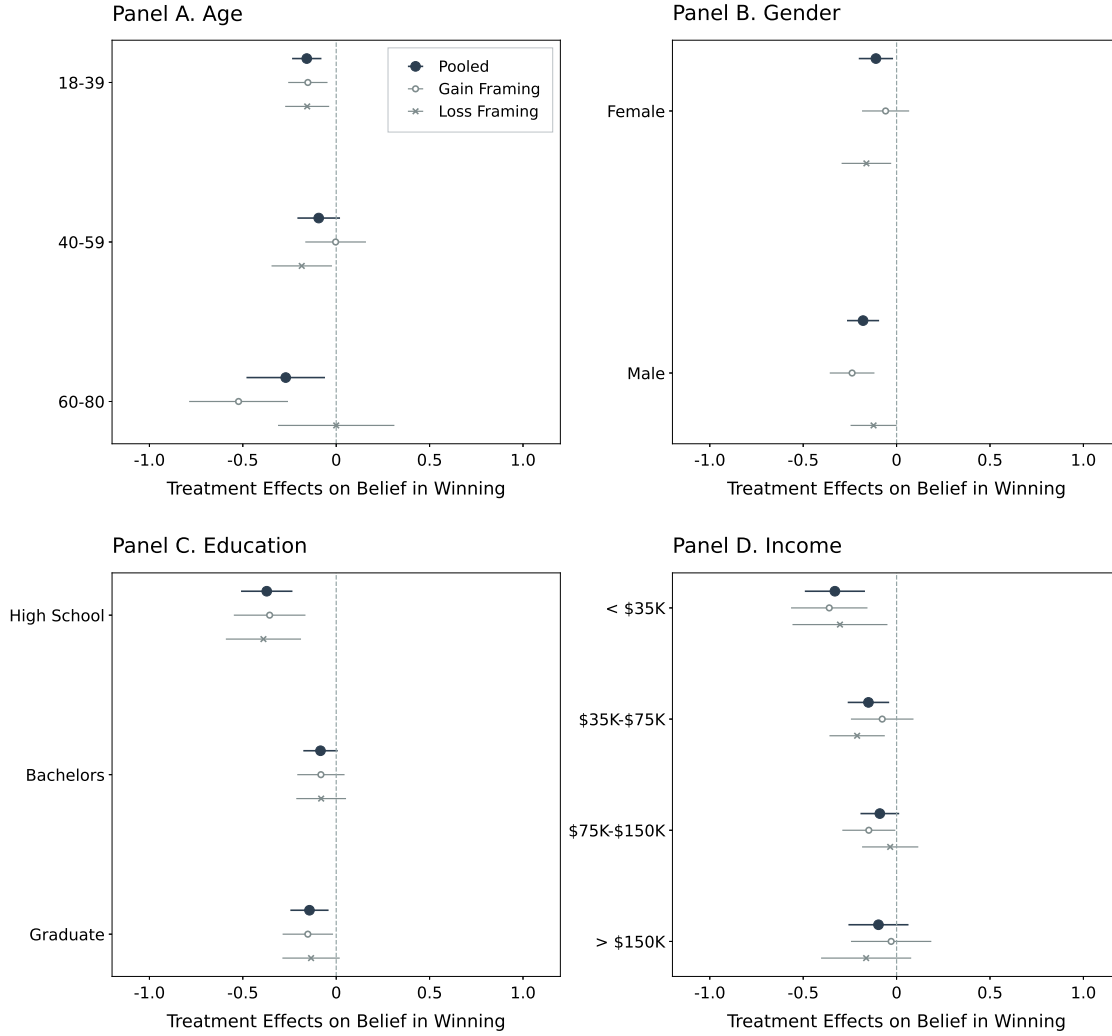 Panel A. Age
Pooled
Gain Framing
Loss Framing
18-39
40-59
60-80
-1.0 -0.5 0 0.5 1.0
Treatment Effects on Belief in Winning
Panel B. Gender
Female
Male
-1.0 -0.5 0 0.5 1.0
Treatment Effects on Belief in Winning
Panel C. Education
High School
Bachelors
Graduate
-1.0 -0.5 0 0.5 1.0
Treatment Effects on Belief in Winning
Panel D. Income
< $35K
$35K-$75K
$75K-$150K
> $150K
-1.0 -0.5 0 0.5 1.0
Treatment Effects on Belief in Winning